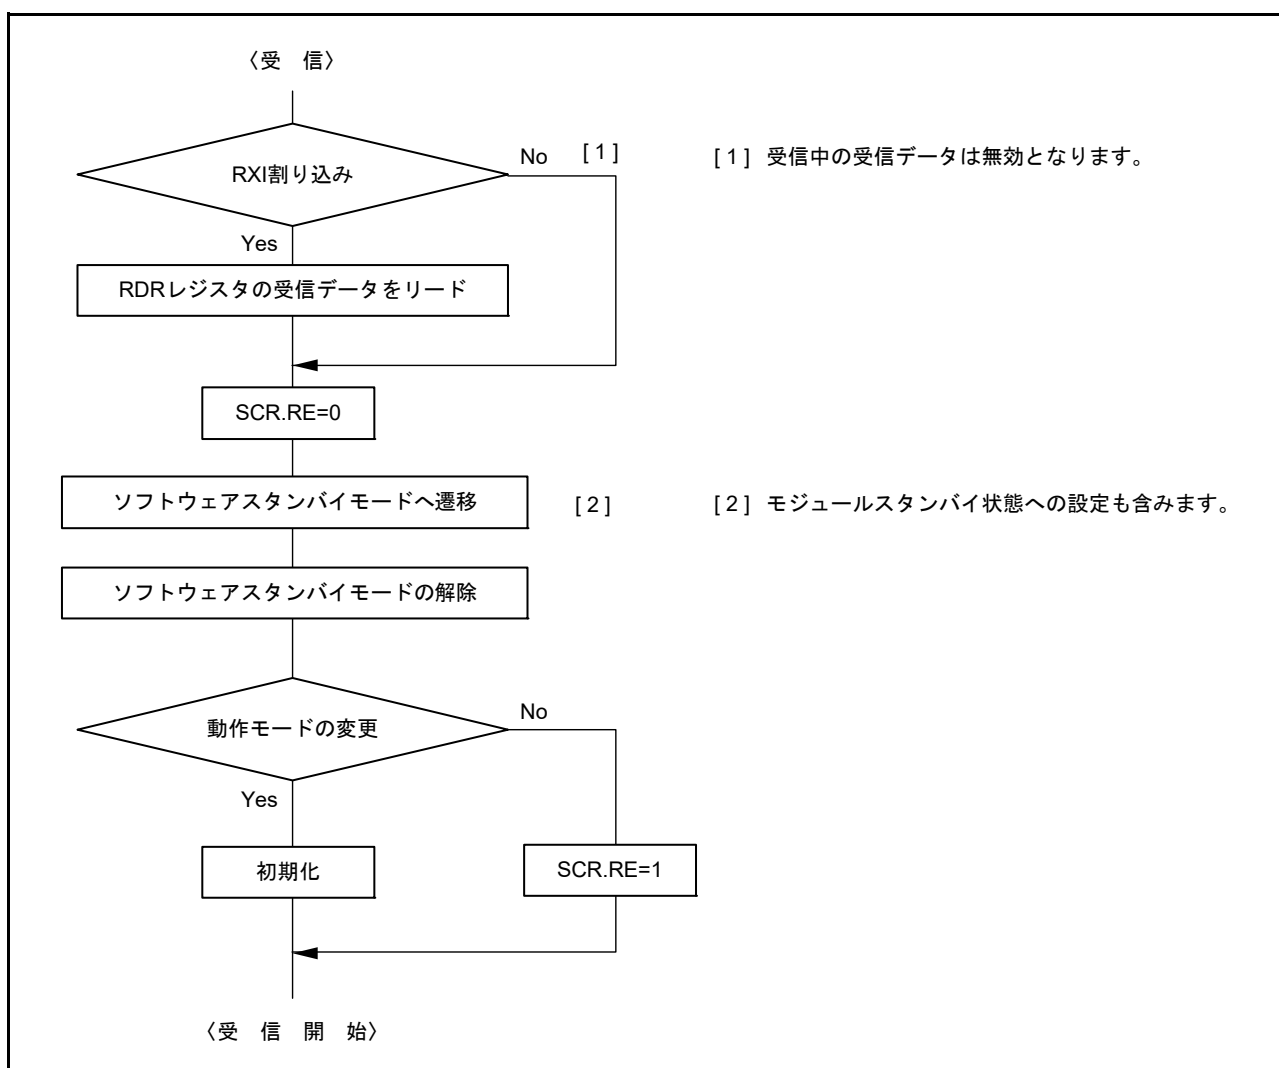 〈受　信〉
RXI割り込み
No [1]
[1] 受信中の受信データは無効となります。
Yes
RDRレジスタの受信データをリード
SCR.RE=0
ソフトウェアスタンバイモードへ遷移
[2]
[2] モジュールスタンバイ状態への設定も含みます。
ソフトウェアスタンバイモードの解除
動作モードの変更
No
Yes
初期化
SCR.RE=1
〈受　信　開　始〉